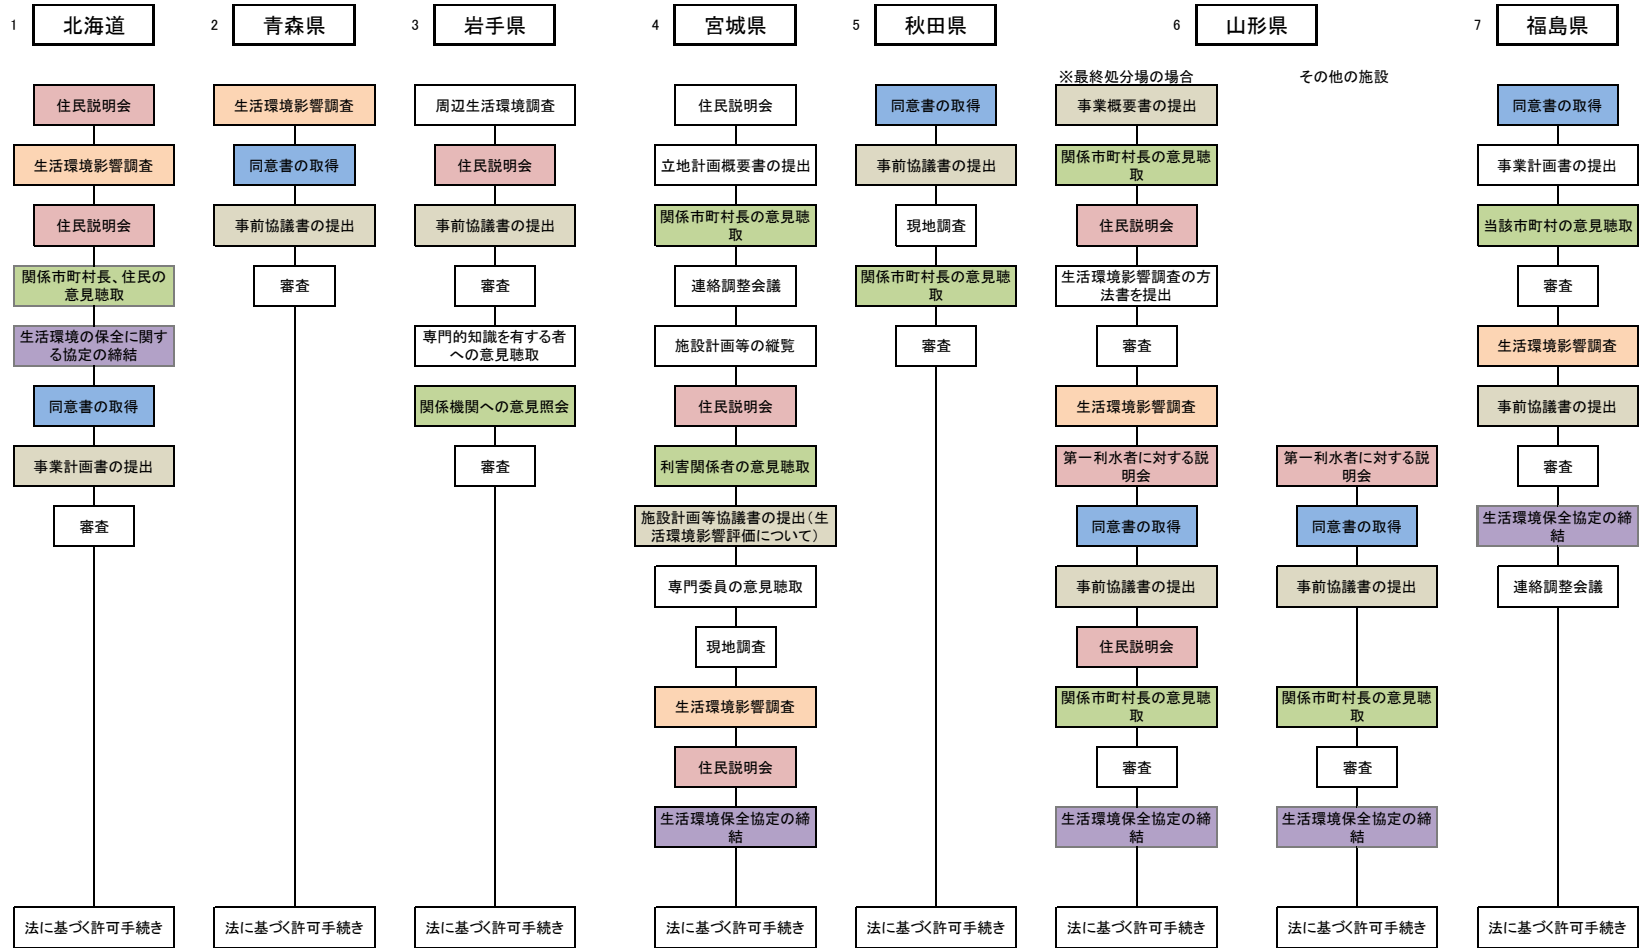 1 北海道
住民説明会
生活環境影響調査
住民説明会
関係市町村長、住民の
意見聴取
生活環境の保全に関す
る協定の締結
同意書の取得
事業計画書の提出
審査
法に基づく許可手続き
2 青森県
生活環境影響調査
同意書の取得
事前協議書の提出
審査
法に基づく許可手続き
3 岩手県
周辺生活環境調査
住民説明会
事前協議書の提出
審査
専門的知識を有する者
への意見聴取
関係機関への意見照会
審査
法に基づく許可手続き
4 宮城県
住民説明会
立地計画概要書の提出
関係市町村長の意見聴
取
連絡調整会議
施設計画等の縦覧
住民説明会
利害関係者の意見聴取
施設計画等協議書の提出(生
活環境影響評価について)
専門委員の意見聴取
現地調査
生活環境影響調査
住民説明会
生活環境保全協定の締
結
法に基づく許可手続き
5 秋田県
同意書の取得
事前協議書の提出
現地調査
関係市町村長の意見聴
取
審査
法に基づく許可手続き
6 山形県
※最終処分場の場合
事業概要書の提出
関係市町村長の意見聴
取
住民説明会
生活環境影響調査の方
法書を提出
審査
生活環境影響調査
第一利水者に対する説
明会
同意書の取得
事前協議書の提出
住民説明会
関係市町村長の意見聴
取
審査
生活環境保全協定の締
結
法に基づく許可手続き
その他の施設
第一利水者に対する説
明会
同意書の取得
事前協議書の提出
関係市町村長の意見聴
取
審査
生活環境保全協定の締
結
法に基づく許可手続き
7 福島県
同意書の取得
事業計画書の提出
当該市町村の意見聴取
審査
生活環境影響調査
事前協議書の提出
審査
生活環境保全協定の締
結
連絡調整会議
法に基づく許可手続き